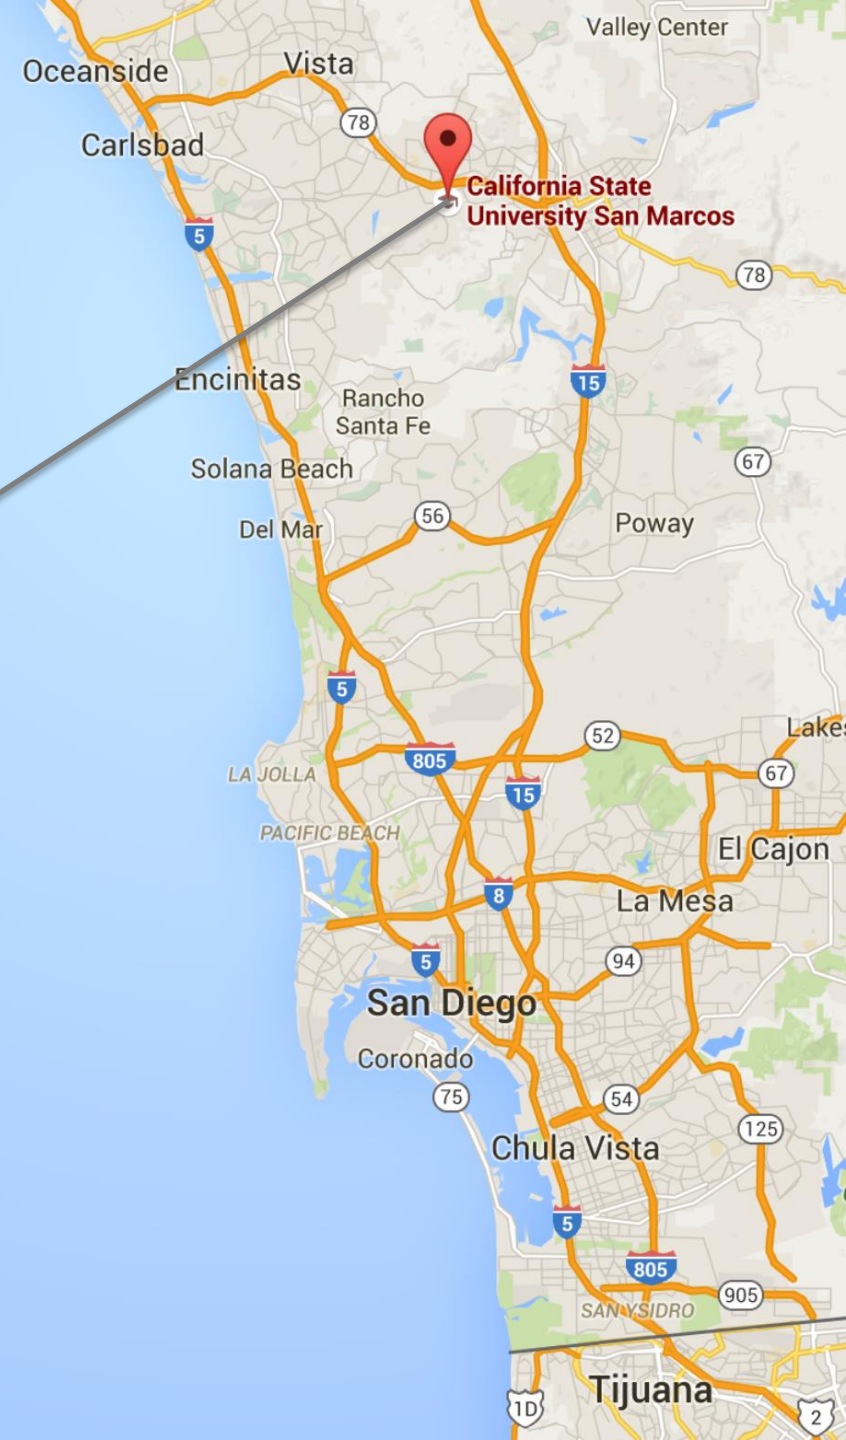 Valley Center
Oceanside
Vista
78
Carlsbad
California State
University San Marcos
5
78
Encinitas
15
Rancho
Santa Fe
67
Solana Beach
56
Poway
Del Mar
5
Lakes
52
805
67
LA JOLLA
15
PACIFIC BEACH
El Cajon
8
La Mesa
5
94
San Diego
Coronado
75
54
125
Chula Vista
5
805
905
SAN YSIDRO
Tijuana
1D
2